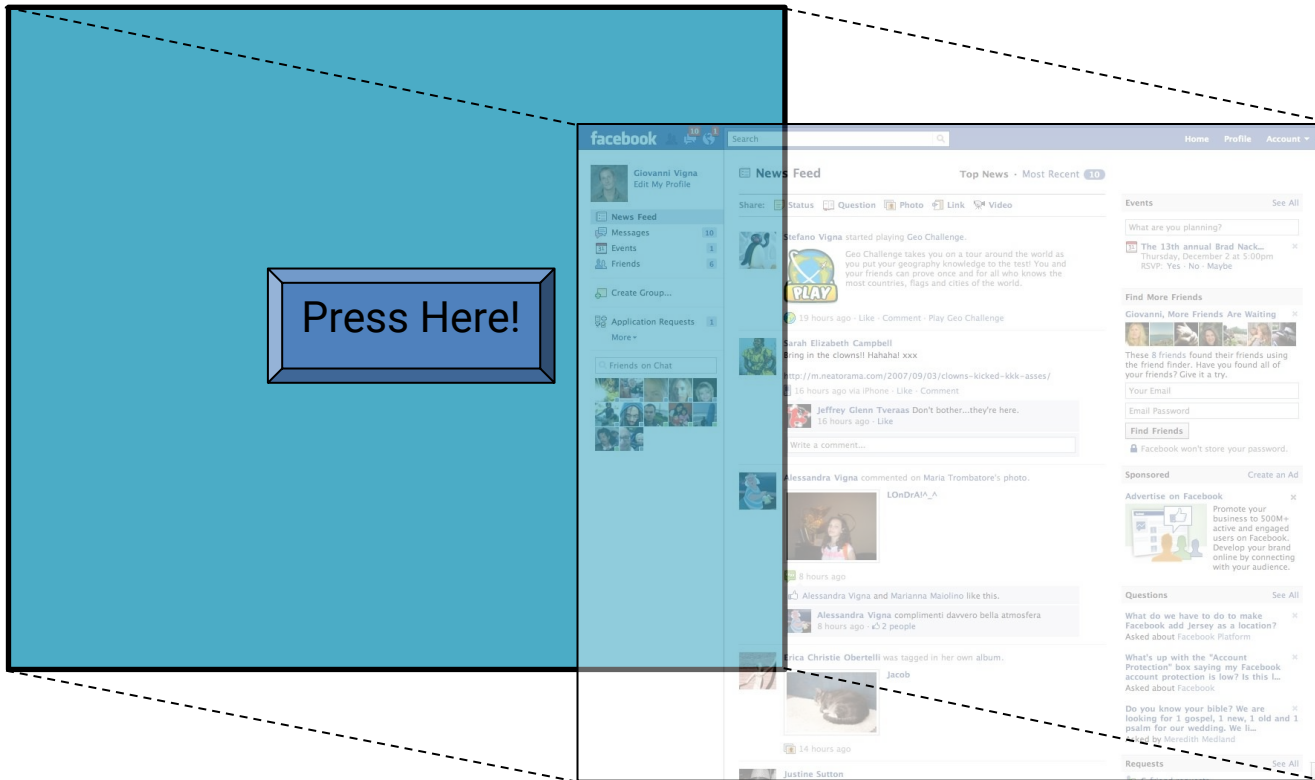 Press Here!
facebook
10
1
Search
Home Profile Account
Giovanni Vigna
Edit My Profile
News Feed
Messages 10
Events 1
Friends 6
Create Group...
Application Requests 1
More
Friends on Chat
News Feed
Top News · Most Recent 10
Share: Status Question Photo Link Video
Stefano Vigna started playing Geo Challenge.
Geo Challenge takes you on a tour around the world as
you put your geography knowledge to the test! You and
your friends can prove once and for all who knows the
most countries, flags and cities of the world.
PLAY
19 hours ago · Like · Comment · Play Geo Challenge
Sarah Elizabeth Campbell
Bring in the clowns!! Hahaha! xxx
http://m.neatorama.com/2007/09/03/clowns-kicked-kkk-asses/
16 hours ago via iPhone · Like · Comment
Jeffrey Glenn Tveraas Don't bother...they're here.
16 hours ago · Like
Write a comment...
Alessandra Vigna commented on Maria Trombatore's photo.
LOnDrA!^_^
8 hours ago
Alessandra Vigna and Marianna Maiolino like this.
Alessandra Vigna complimenti davvero bella atmosfera
8 hours ago · 2 people
Erica Christie Obertelli was tagged in her own album.
Jacob
14 hours ago
Justine Sutton
Events See All
What are you planning?
31 The 13th annual Brad Nack...
Thursday, December 2 at 5:00pm
RSVP: Yes · No · Maybe
Find More Friends
Giovanni, More Friends Are Waiting
These 8 friends found their friends using
the friend finder. Have you found all of
your friends? Give it a try.
Your Email
Email Password
Find Friends
Facebook won't store your password.
Sponsored Create an Ad
Advertise on Facebook
Promote your
business to 500M+
active and engaged
users on Facebook.
Develop your brand
online by connecting
with your audience.
Questions See All
What do we have to do to make
Facebook add Jersey as a location?
Asked about Facebook Platform
What's up with the "Account
Protection" box saying my Facebook
account protection is low? Is this l...
Asked about Facebook
Do you know your bible? We are
looking for 1 gospel, 1 new, 1 old and 1
psalm for our wedding. We li...
Asked by Meredith Medland
Requests See All